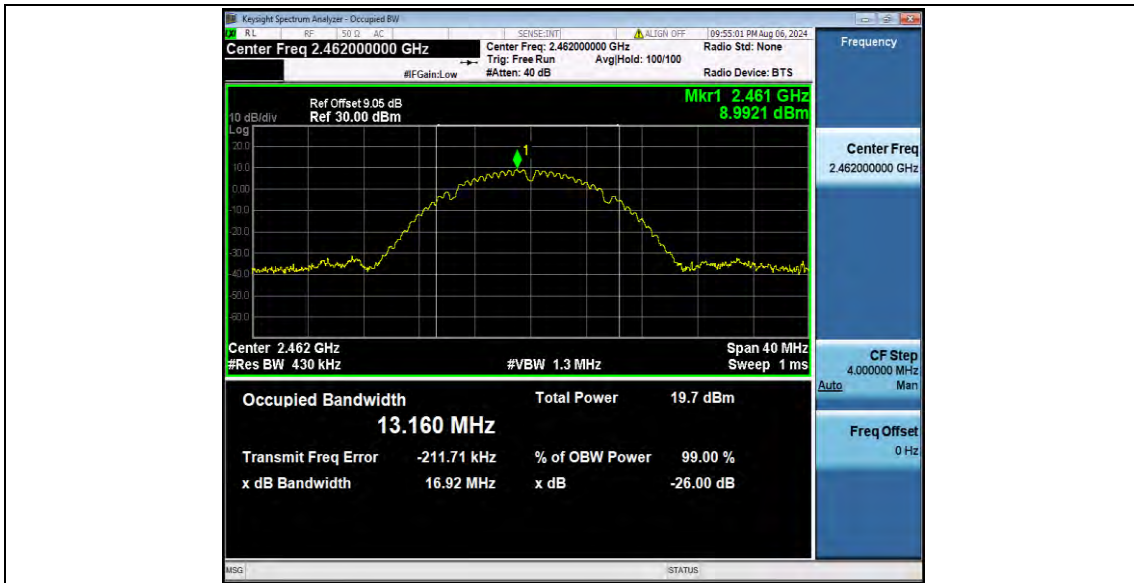 Keysight Spectrum Analyzer - Occupied BW
RL RF 50 Ω AC SENSE:INT ALIGN OFF 09:55:01 PM Aug 06, 2024
Center Freq 2.462000000 GHz Center Freq: 2.462000000 GHz Radio Std: None
Trig: Free Run Avg|Hold: 100/100
#IFGain:Low #Atten: 40 dB Radio Device: BTS
Frequency
Mkr1 2.461 GHz
Ref Offset 9.05 dB
10 dB/div Ref 30.00 dBm 8.9921 dBm
Log
20.0
10.0
0.00
-10.0
-20.0
-30.0
-40.0
-50.0
-60.0
1
Center Freq
2.462000000 GHz
Center 2.462 GHz Span 40 MHz
#Res BW 430 kHz #VBW 1.3 MHz Sweep 1 ms
CF Step
4.000000 MHz
Auto Man
Occupied Bandwidth Total Power 19.7 dBm
13.160 MHz
Transmit Freq Error -211.71 kHz % of OBW Power 99.00 %
x dB Bandwidth 16.92 MHz x dB -26.00 dB
Freq Offset
0 Hz
MSG STATUS